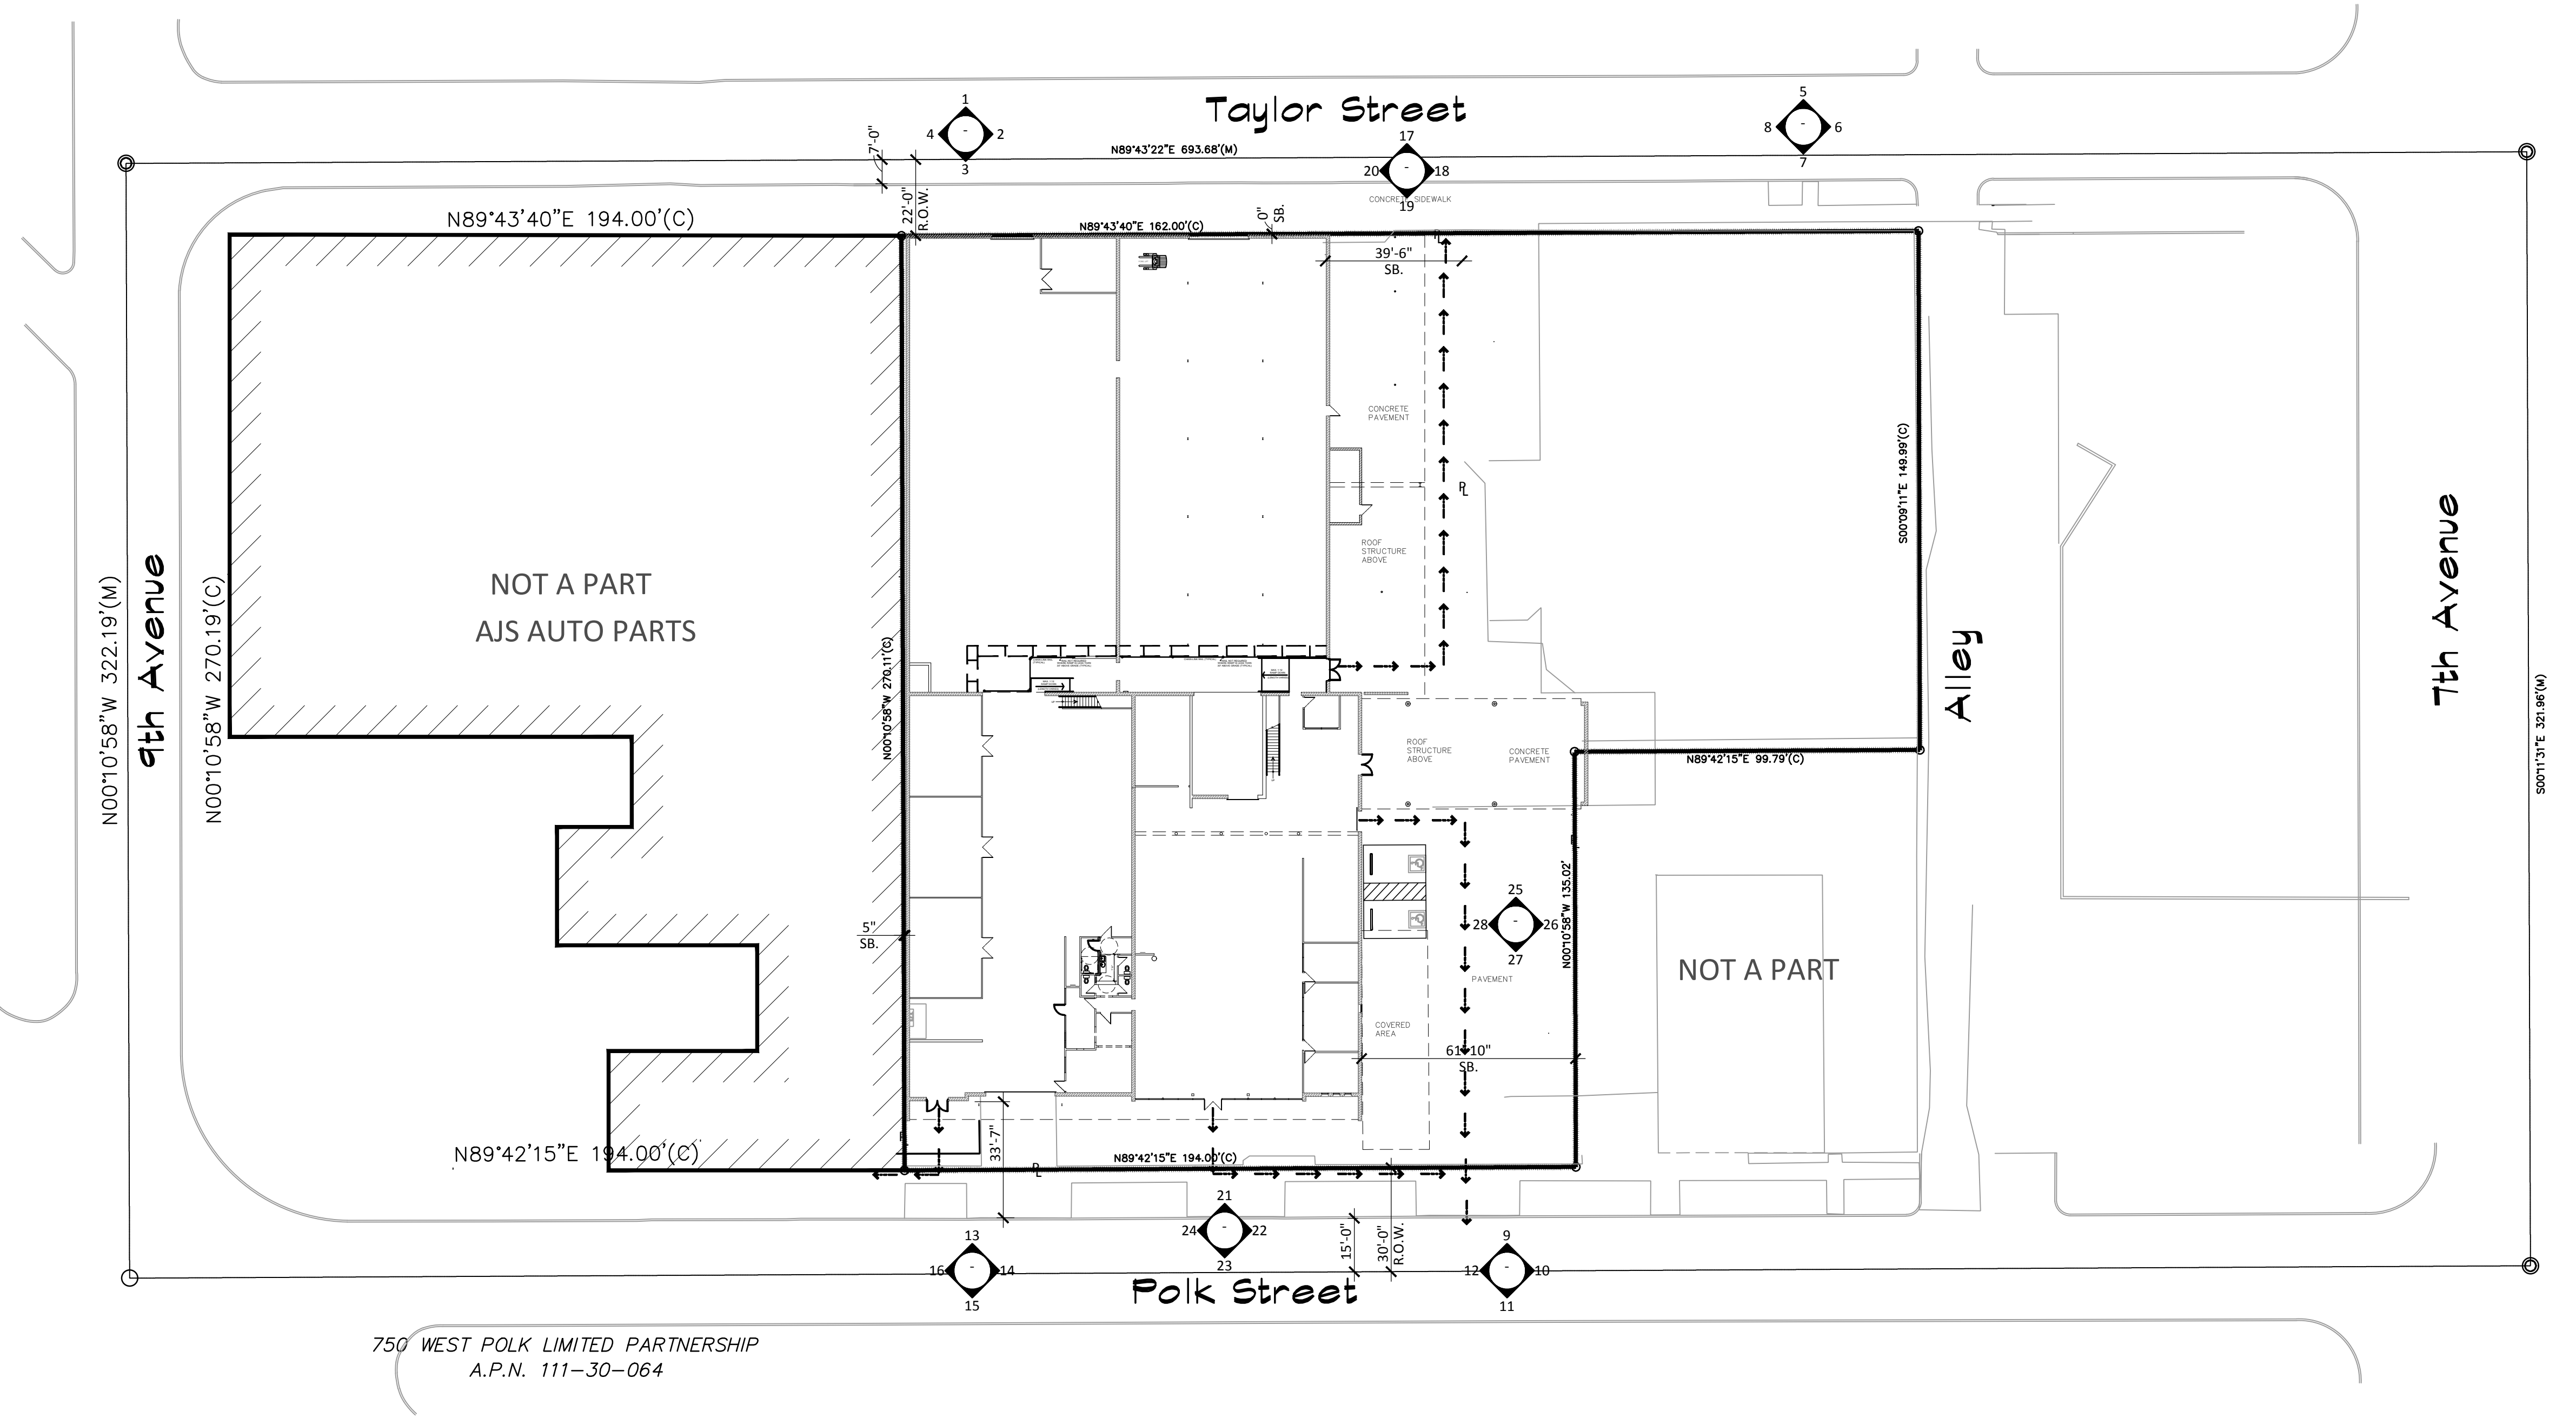 Taylor Street
1
4
2
3
5
8
6
7
17
20
18
19
7'-0"
N89°43'22"E 693.68'(M)
22'-0"
R.O.W.
CONCRETE SIDEWALK
N89°43'40"E 194.00'(C)
N89°43'40"E 162.00'(C)
0"
SB.
39'-6"
SB.
CONCRETE
PAVEMENT
ROOF
STRUCTURE
ABOVE
PL
S00°09'11"E 149.99'(C)
NOT A PART
AJS AUTO PARTS
N00°10'58"W 322.19'(M)
9th Avenue
N00°10'58"W 270.19'(C)
N00°10'58"W 270.11'(C)
Alley
7th Avenue
S00°11'31"E 321.96'(M)
ROOF
STRUCTURE
ABOVE
CONCRETE
PAVEMENT
N89°42'15"E 99.79'(C)
N00°10'58"W 135.02'
25
28
26
27
5"
SB.
PAVEMENT
NOT A PART
COVERED
AREA
61'-10"
SB.
33'-7"
N89°42'15"E 194.00'(C)
N89°42'15"E 194.00'(C)
PL
21
24
22
23
15'-0"
30'-0"
R.O.W.
13
16
14
15
9
12
10
11
Polk Street
750 WEST POLK LIMITED PARTNERSHIP
A.P.N. 111-30-064